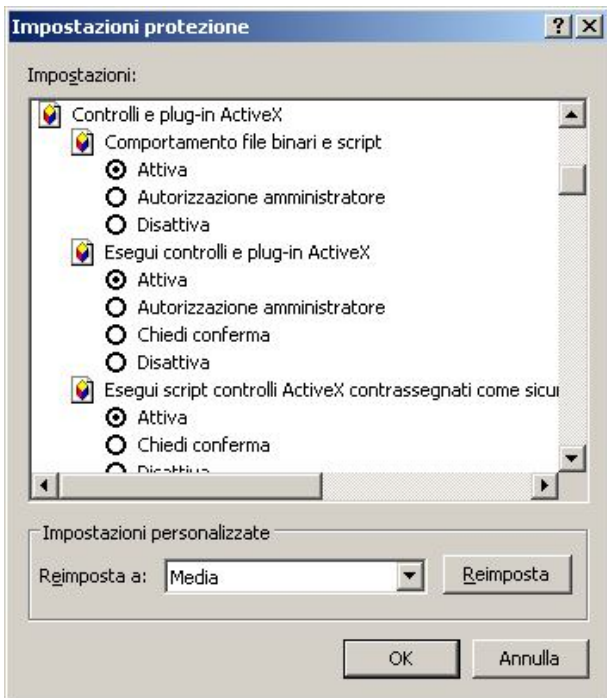 Impostazioni protezione
Impostazioni:
Controlli e plug-in ActiveX
Comportamento file binari e script
Attiva
Autorizzazione amministratore
Disattiva
Esegui controlli e plug-in ActiveX
Attiva
Autorizzazione amministratore
Chiedi conferma
Disattiva
Esegui script controlli ActiveX contrassegnati come sicur
Attiva
Chiedi conferma
Disattiva
Impostazioni personalizzate
Reimposta a: Media Reimposta
OK Annulla